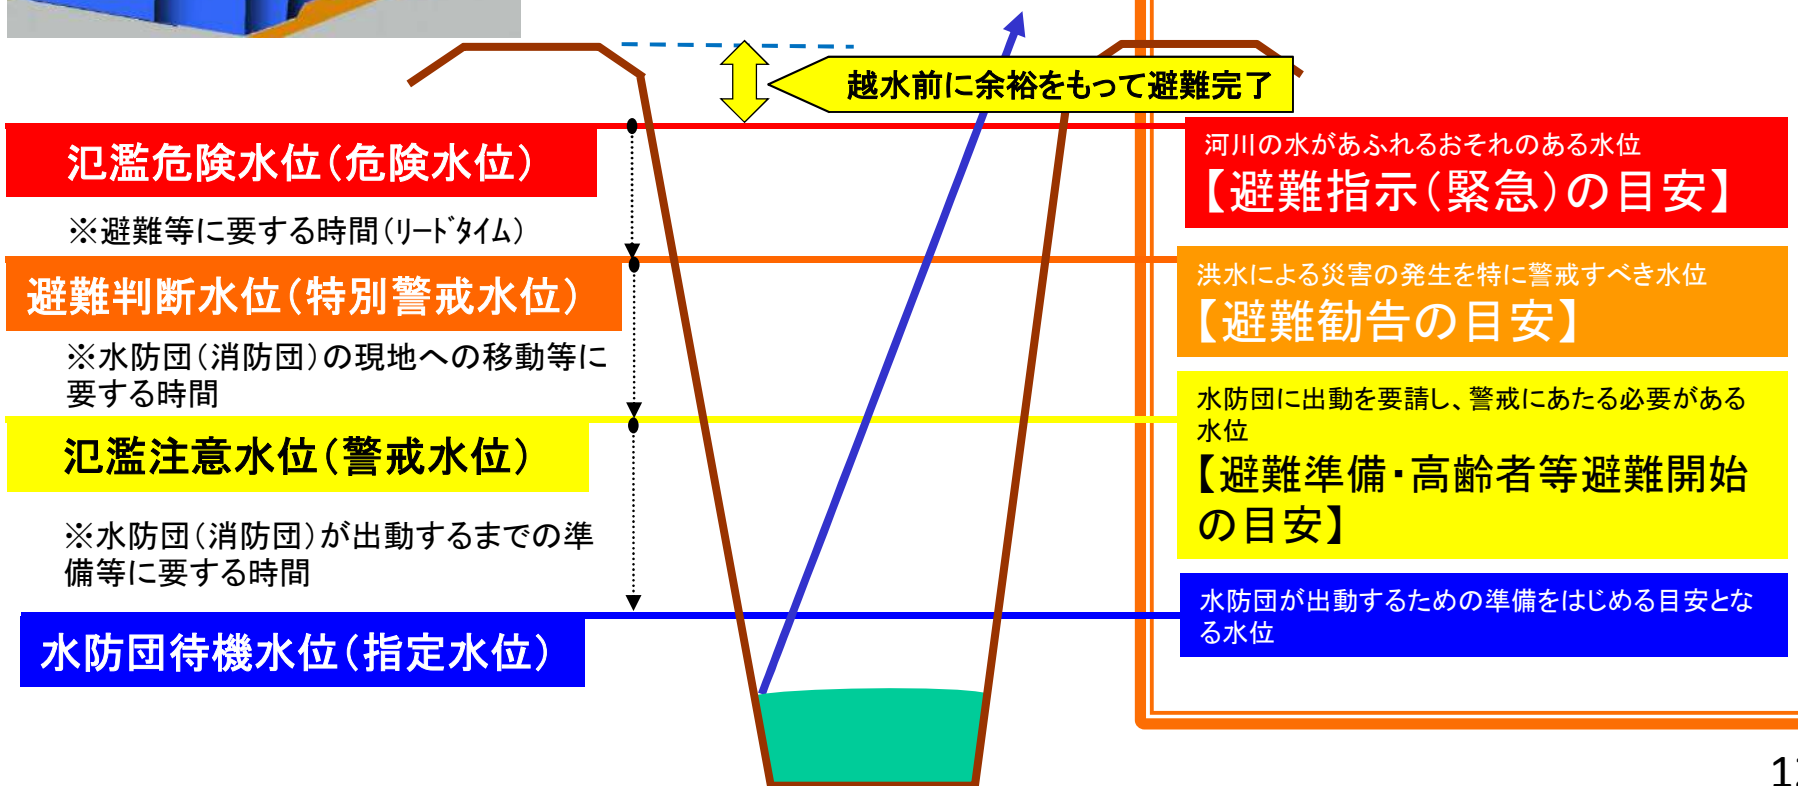 越水前に余裕をもって避難完了
氾濫危険水位(危険水位)
※避難等に要する時間(ﾘｰﾄﾞﾀｲﾑ)
避難判断水位(特別警戒水位)
※水防団(消防団)の現地への移動等に
要する時間
氾濫注意水位(警戒水位)
※水防団(消防団)が出動するまでの準
備等に要する時間
水防団待機水位(指定水位)
河川の水があふれるおそれのある水位
【避難指示(緊急)の目安】
洪水による災害の発生を特に警戒すべき水位
【避難勧告の目安】
水防団に出動を要請し、警戒にあたる必要がある
水位
【避難準備・高齢者等避難開始
の目安】
水防団が出動するための準備をはじめる目安とな
る水位